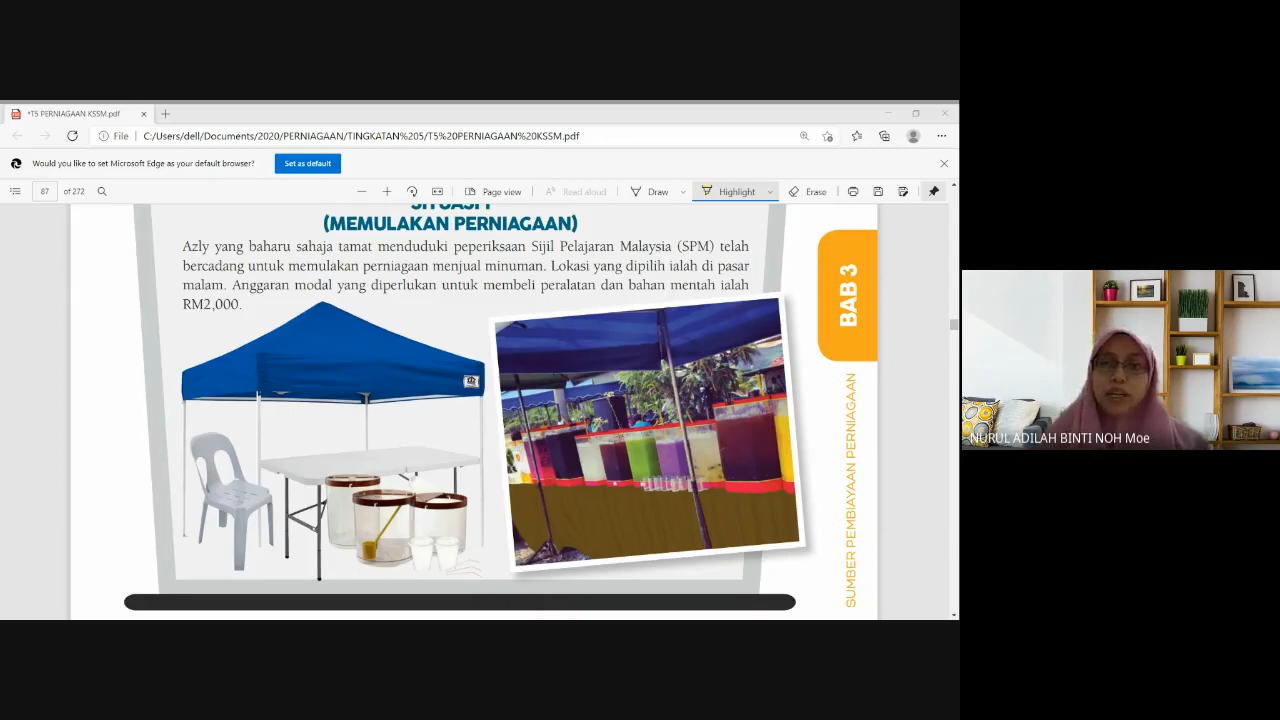 *T5 PERNIAGAAN KSSM.pdf
File
C:/Users/dell/Documents/2020/PERNIAGAAN/TINGKATAN%205/T5%20PERNIAGAAN%20KSSM.pdf
Would you like to set Microsoft Edge as your default browser?
Set as default
87
of 272
Page view
Read aloud
Draw
Highlight
Erase
(MEMULAKAN PERNIAGAAN)
Azly yang baharu sahaja tamat menduduki peperiksaan Sijil Pelajaran Malaysia (SPM) telah
bercadang untuk memulakan perniagaan menjual minuman. Lokasi yang dipilih ialah di pasar
malam. Anggaran modal yang diperlukan untuk membeli peralatan dan bahan mentah ialah
RM2,000.
BAB 3
SUMBER PEMBIAYAAN PERNIAGAAN
NURUL ADILAH BINTI NOH Moe